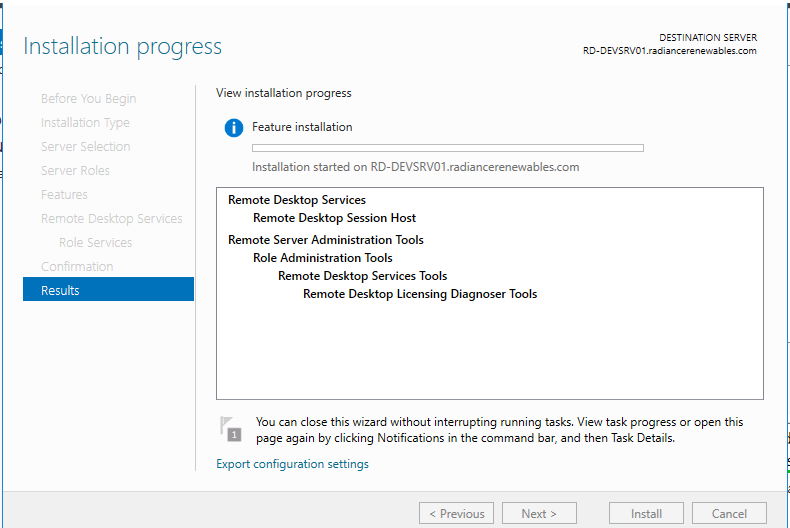 Installation progress
DESTINATION SERVER
RD-DEVSRV01.radiancerenewables.com
Before You Begin
Installation Type
Server Selection
Server Roles
Features
Remote Desktop Services
Role Services
Confirmation
Results
View installation progress
Feature installation
Installation started on RD-DEVSRV01.radiancerenewables.com
Remote Desktop Services
Remote Desktop Session Host
Remote Server Administration Tools
Role Administration Tools
Remote Desktop Services Tools
Remote Desktop Licensing Diagnoser Tools
1
You can close this wizard without interrupting running tasks. View task progress or open this
page again by clicking Notifications in the command bar, and then Task Details.
Export configuration settings
< Previous
Next >
Install
Cancel